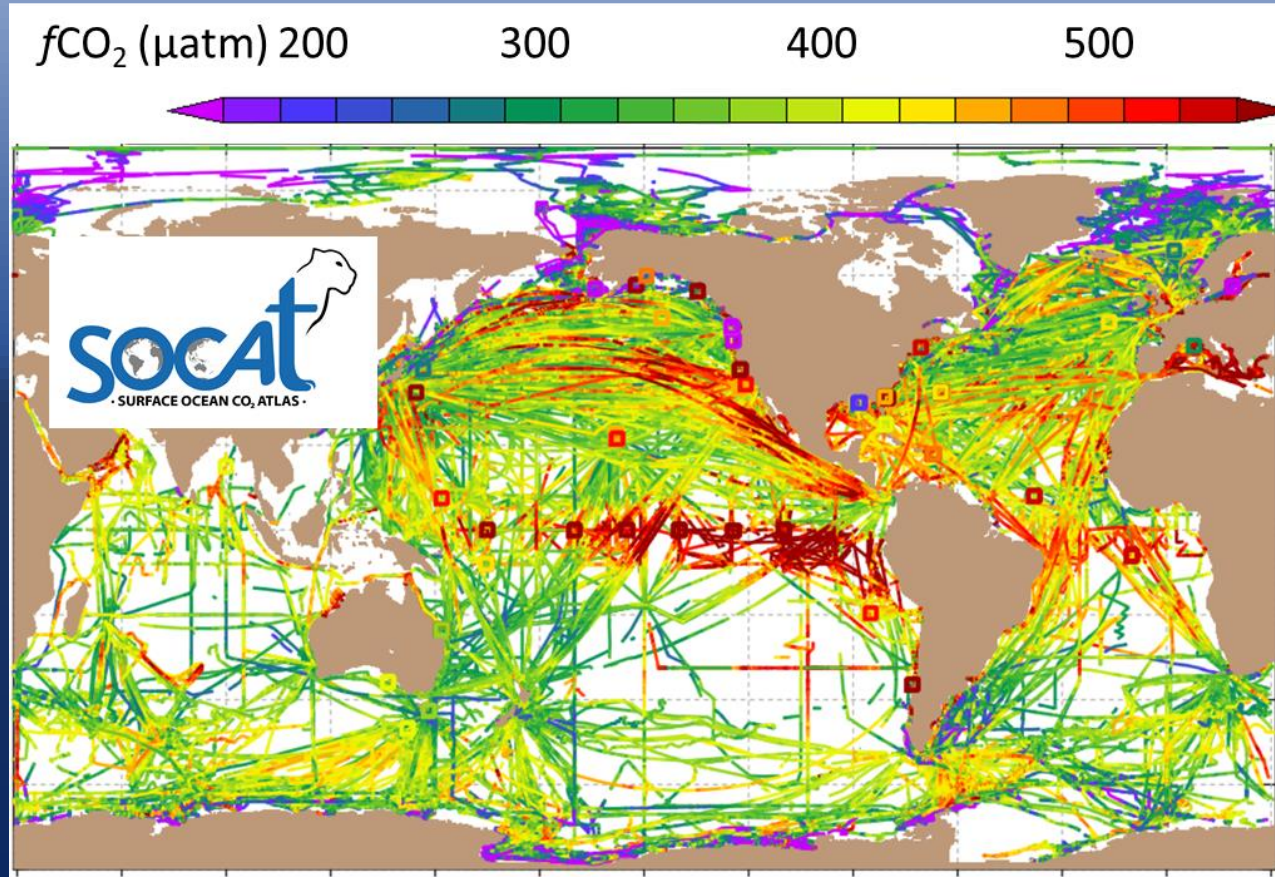 fCO₂ (µatm) 200 300 400 500
SOCAT
· SURFACE OCEAN CO₂ ATLAS ·